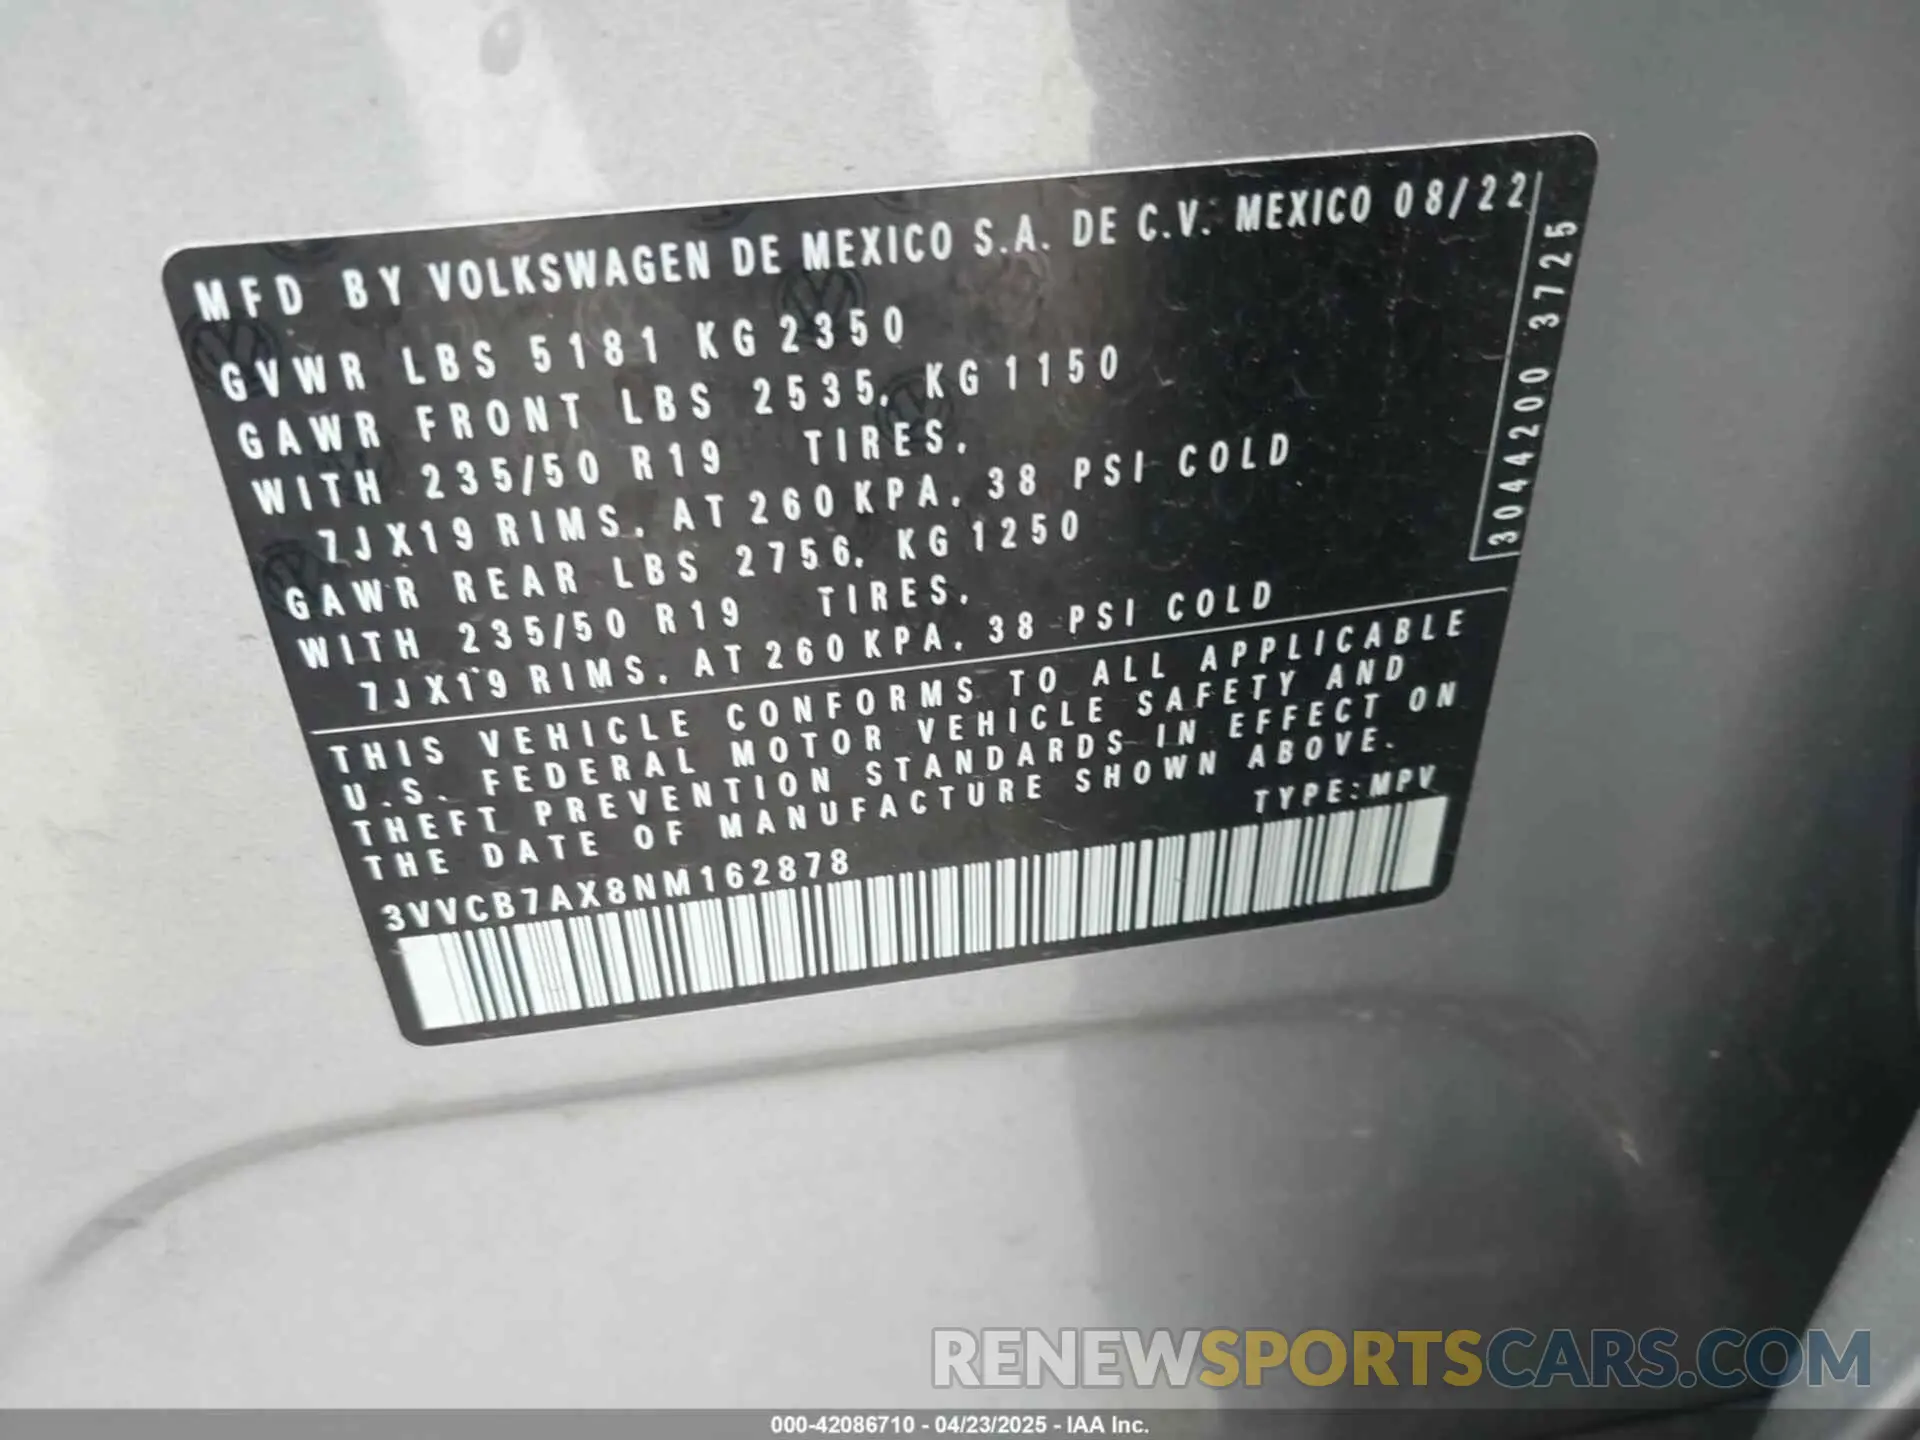 MFD BY VOLKSWAGEN DE MEXICO S.A. DE C.V. MEXICO 08/22
GVWR LBS 5181 KG 2350
GAWR FRONT LBS 2535, KG 1150
WITH 235/50 R19 TIRES,
7JX19 RIMS, AT 260 KPA, 38 PSI COLD
GAWR REAR LBS 2756, KG 1250
WITH 235/50 R19 TIRES,
7JX19 RIMS, AT 260 KPA, 38 PSI COLD
3044200 3725
THIS VEHICLE CONFORMS TO ALL APPLICABLE
U.S. FEDERAL MOTOR VEHICLE SAFETY AND
THEFT PREVENTION STANDARDS IN EFFECT ON
THE DATE OF MANUFACTURE SHOWN ABOVE.
TYPE: MPV
3VVCB7AX8NM162878
RENEWSPORTSCARS.COM
000-42086710 - 04/23/2025 - IAA Inc.